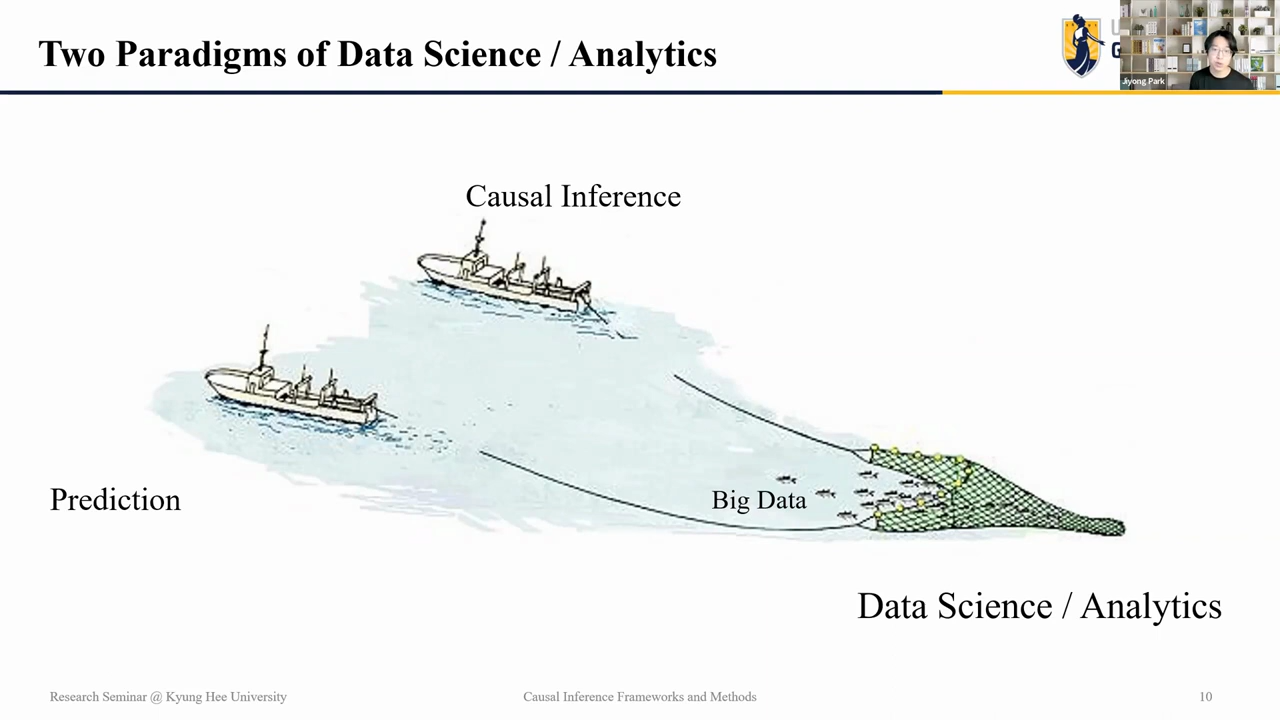 Two Paradigms of Data Science / Analytics
Jiyong Park
Causal Inference
Prediction
Big Data
Data Science / Analytics
Research Seminar @ Kyung Hee University
Causal Inference Frameworks and Methods
10